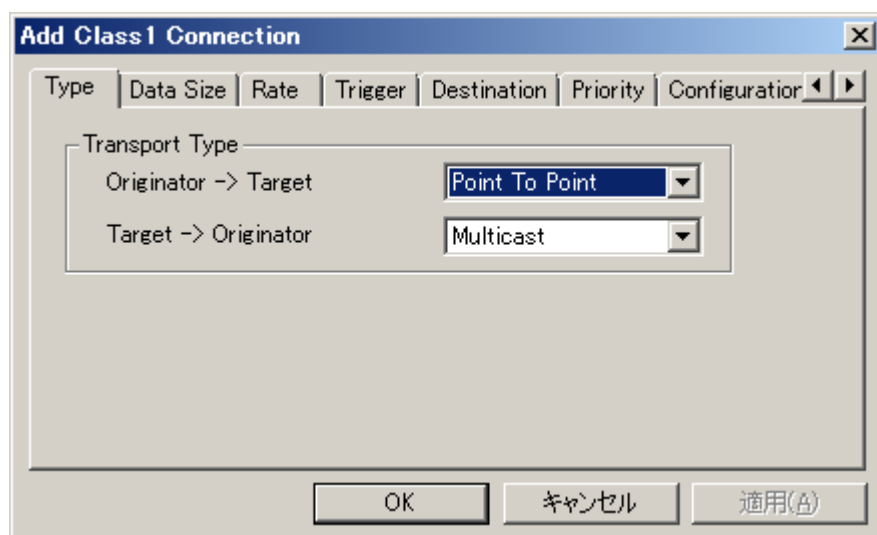 Add Class1 Connection
Type Data Size Rate Trigger Destination Priority Configuration
Transport Type
Originator -> Target Point To Point
Target -> Originator Multicast
OK キャンセル 適用(A)